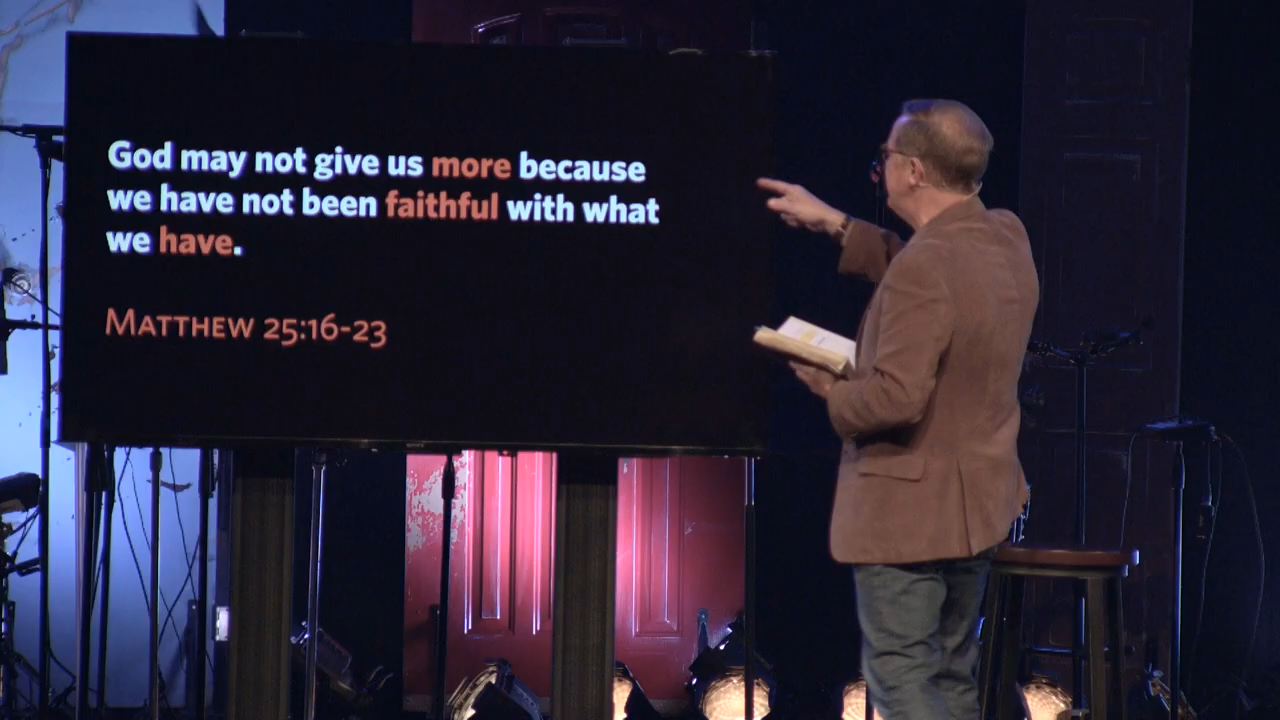 God may not give us more because
we have not been faithful with what
we have.
Matthew 25:16-23